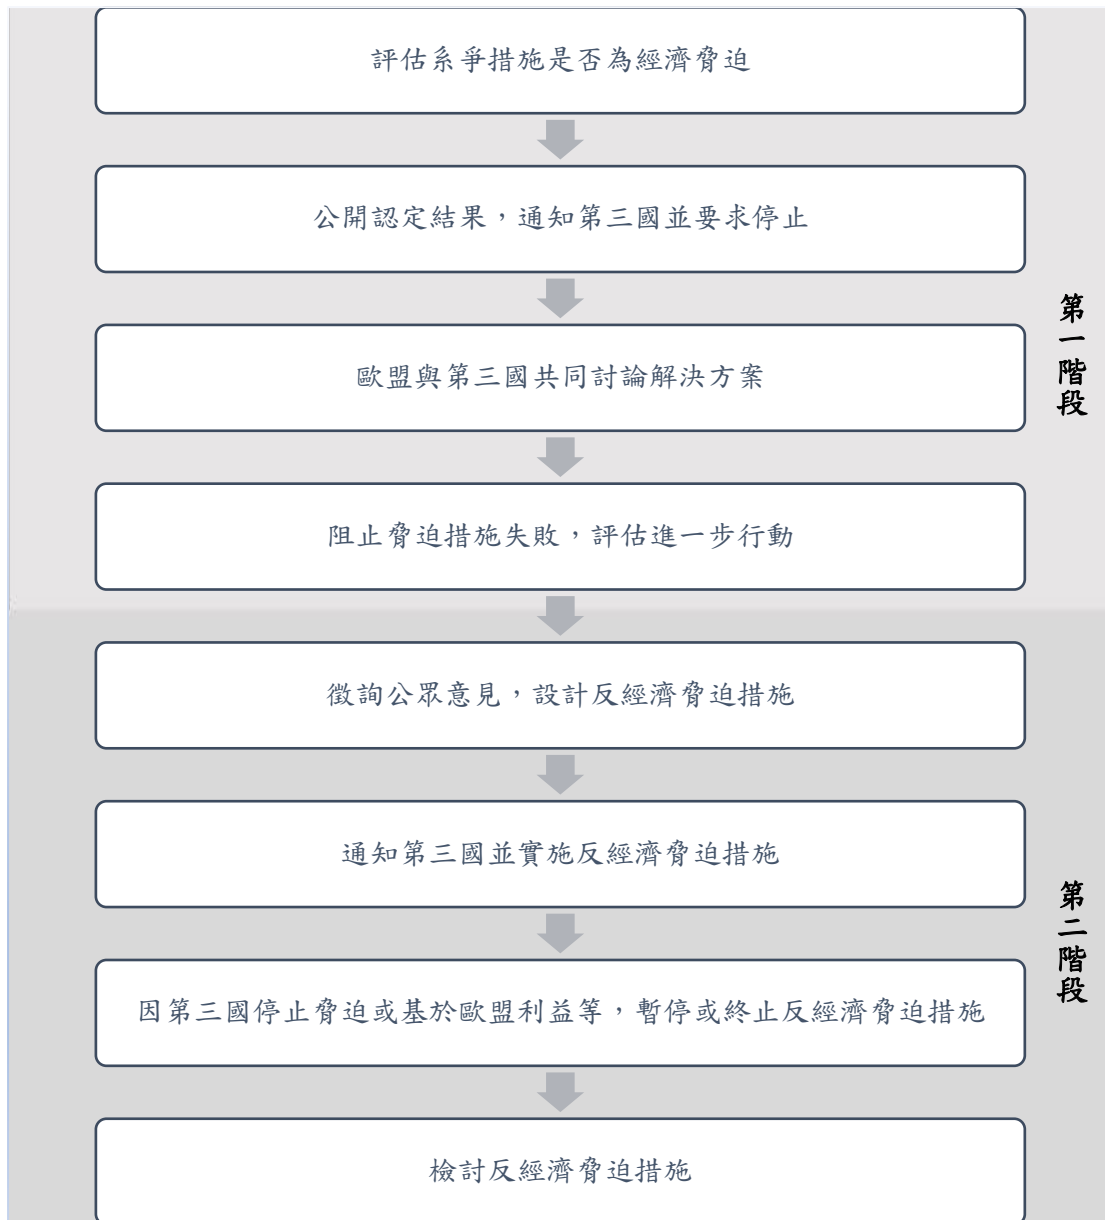 評估系爭措施是否為經濟脅迫
公開認定結果，通知第三國並要求停止
歐盟與第三國共同討論解決方案
阻止脅迫措施失敗，評估進一步行動
第一階段
徵詢公眾意見，設計反經濟脅迫措施
通知第三國並實施反經濟脅迫措施
因第三國停止脅迫或基於歐盟利益等，暫停或終止反經濟脅迫措施
檢討反經濟脅迫措施
第二階段